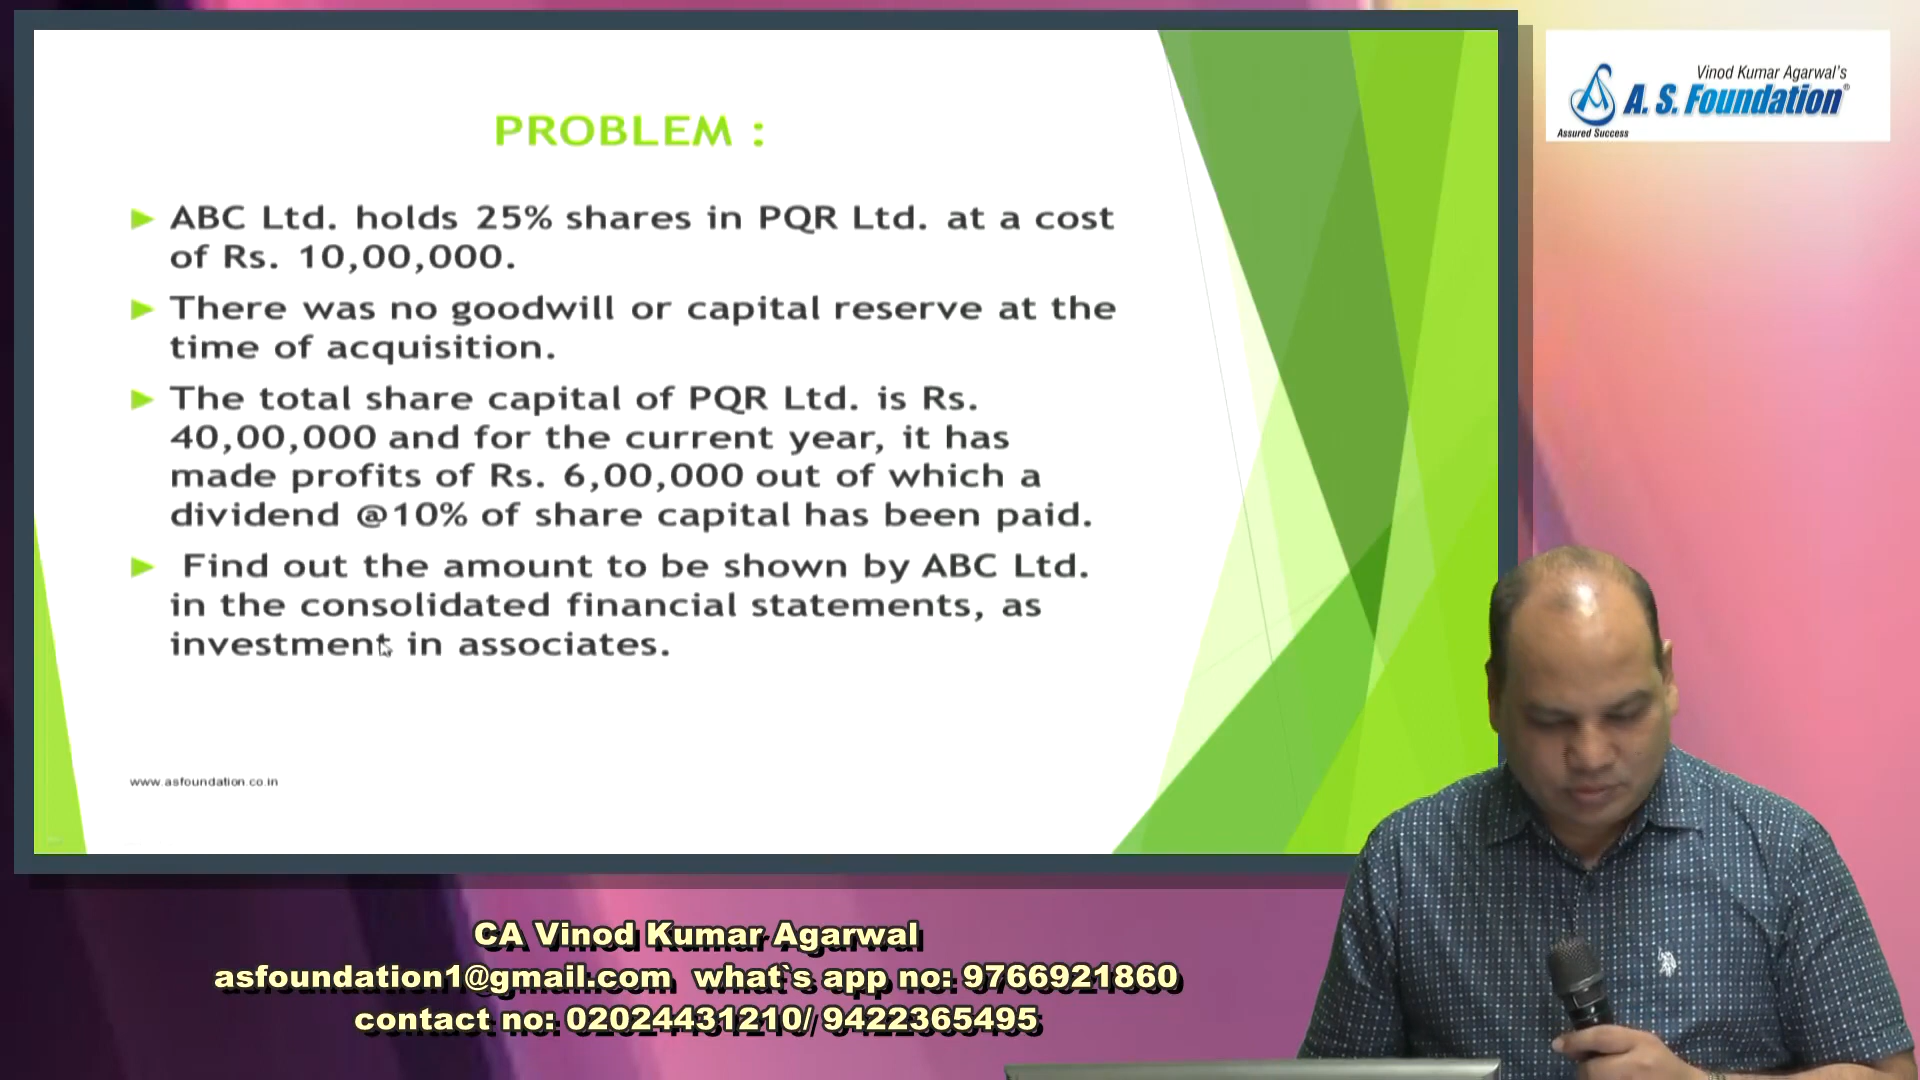 PROBLEM :
ABC Ltd. holds 25% shares in PQR Ltd. at a cost
of Rs. 10,00,000.
There was no goodwill or capital reserve at the
time of acquisition.
The total share capital of PQR Ltd. is Rs.
40,00,000 and for the current year, it has
made profits of Rs. 6,00,000 out of which a
dividend @10% of share capital has been paid.
Find out the amount to be shown by ABC Ltd.
in the consolidated financial statements, as
investment in associates.
www.asfoundation.co.in
Vinod Kumar Agarwal's
A. S. Foundation®
Assured Success
CA Vinod Kumar Agarwal
asfoundation1@gmail.com what`s app no: 9766921860
contact no: 02024431210/ 9422365495